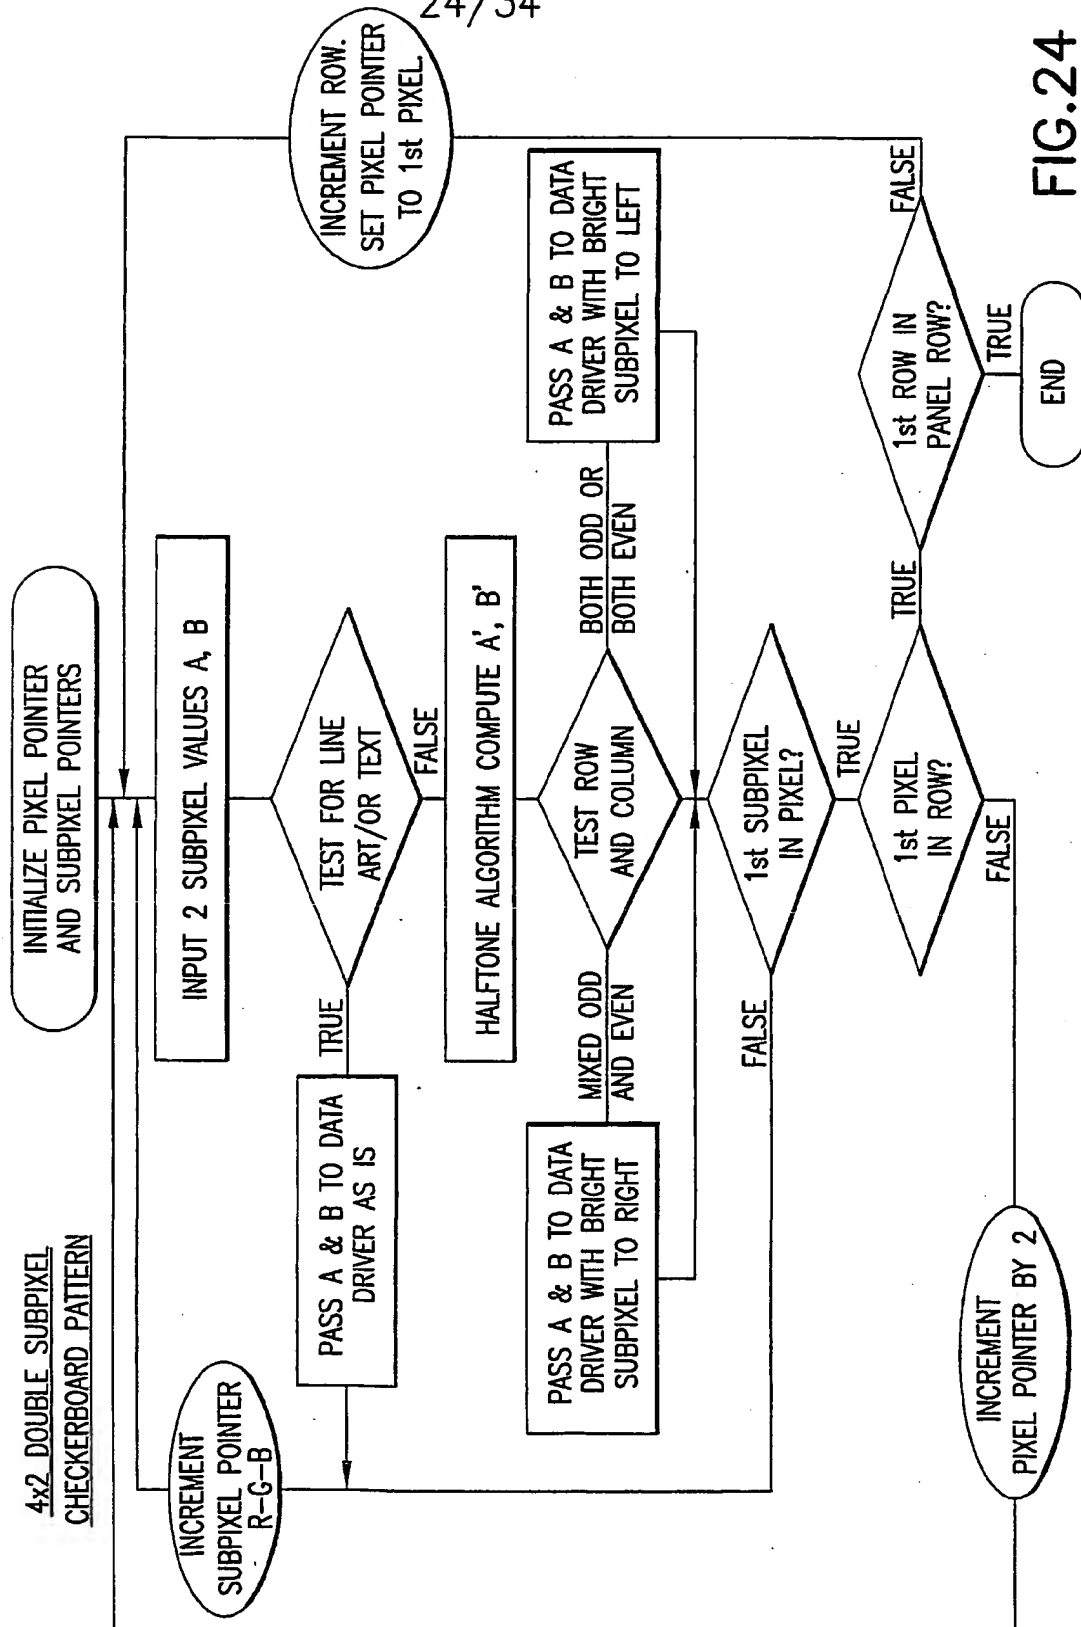 24/34
4x2 DOUBLE SUBPIXEL
CHECKERBOARD PATTERN
INITIALIZE PIXEL POINTER
AND SUBPIXEL POINTERS
INPUT 2 SUBPIXEL VALUES A, B
INCREMENT
SUBPIXEL POINTER
R-G-B
INCREMENT ROW.
SET PIXEL POINTER
TO 1st PIXEL.
TEST FOR LINE
ART/OR TEXT
TRUE
FALSE
PASS A & B TO DATA
DRIVER AS IS
HALFTONE ALGORITHM COMPUTE A', B'
TEST ROW
AND COLUMN
MIXED ODD
AND EVEN
BOTH ODD OR
BOTH EVEN
PASS A & B TO DATA
DRIVER WITH BRIGHT
SUBPIXEL TO RIGHT
PASS A & B TO DATA
DRIVER WITH BRIGHT
SUBPIXEL TO LEFT
1st SUBPIXEL
IN PIXEL?
FALSE
TRUE
1st PIXEL
IN ROW?
TRUE
FALSE
1st ROW IN
PANEL ROW?
FALSE
TRUE
INCREMENT
PIXEL POINTER BY 2
END
FIG.24